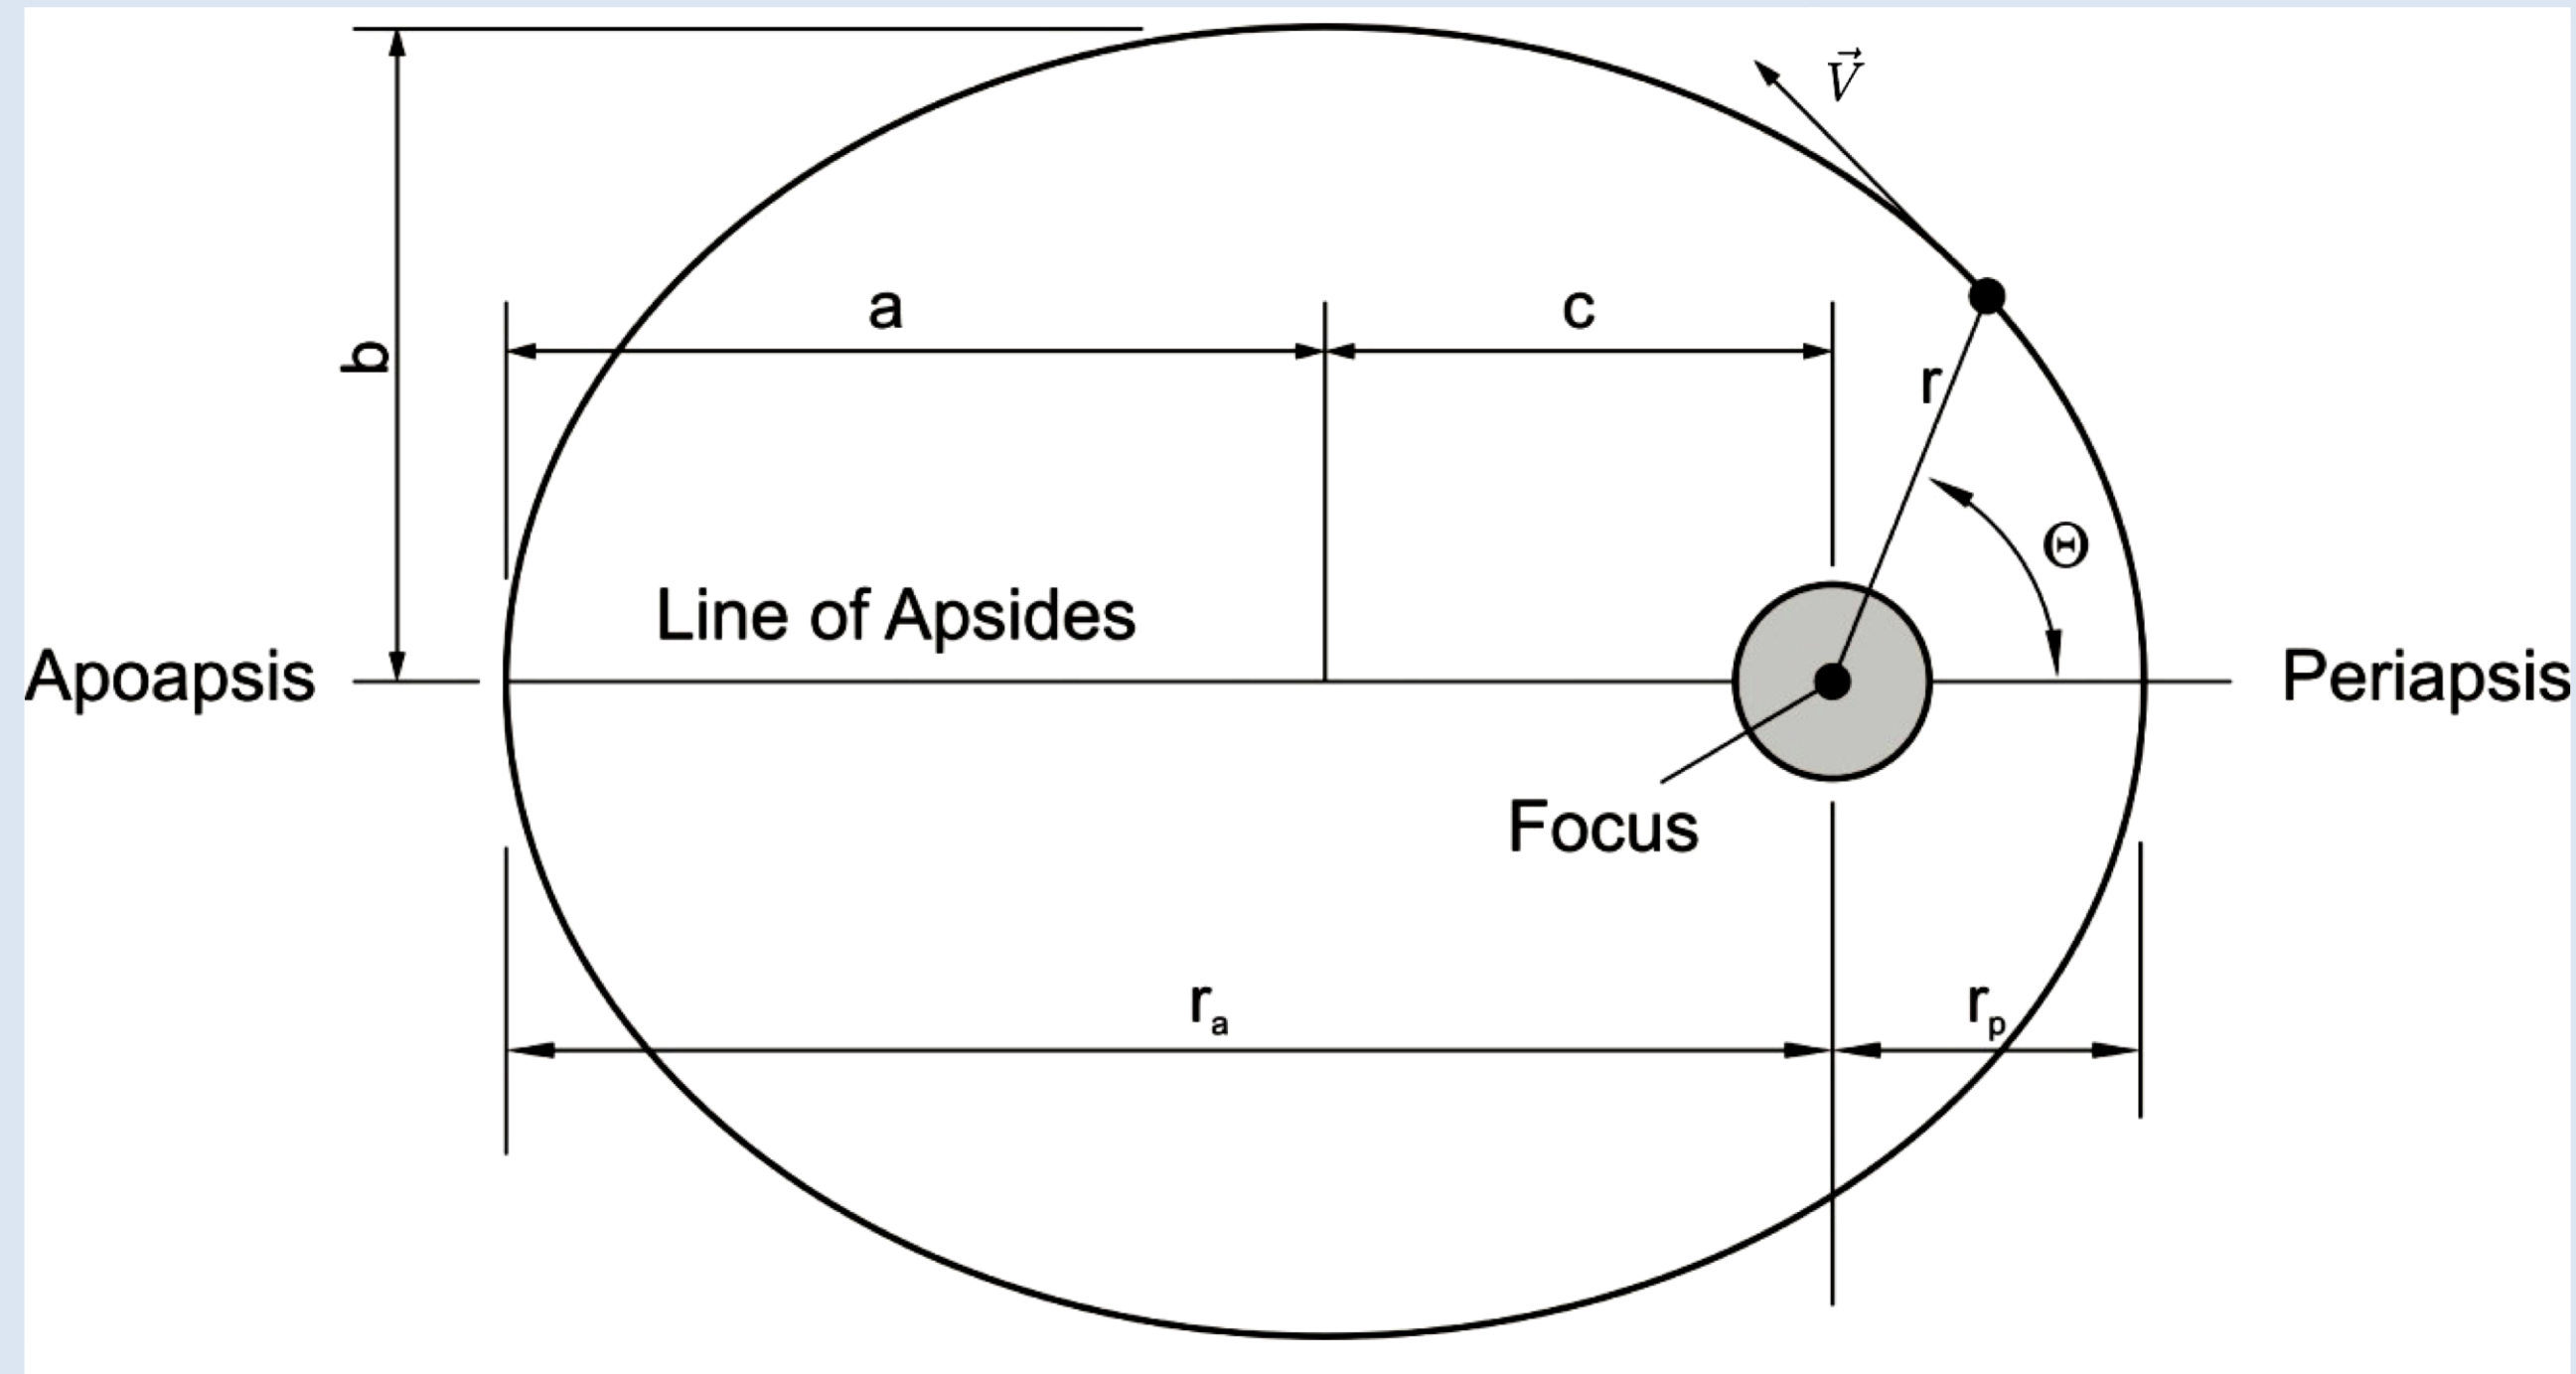 V⃗
a
c
b
r
Θ
Line of Apsides
Apoapsis
Periapsis
Focus
rₐ
rₚ